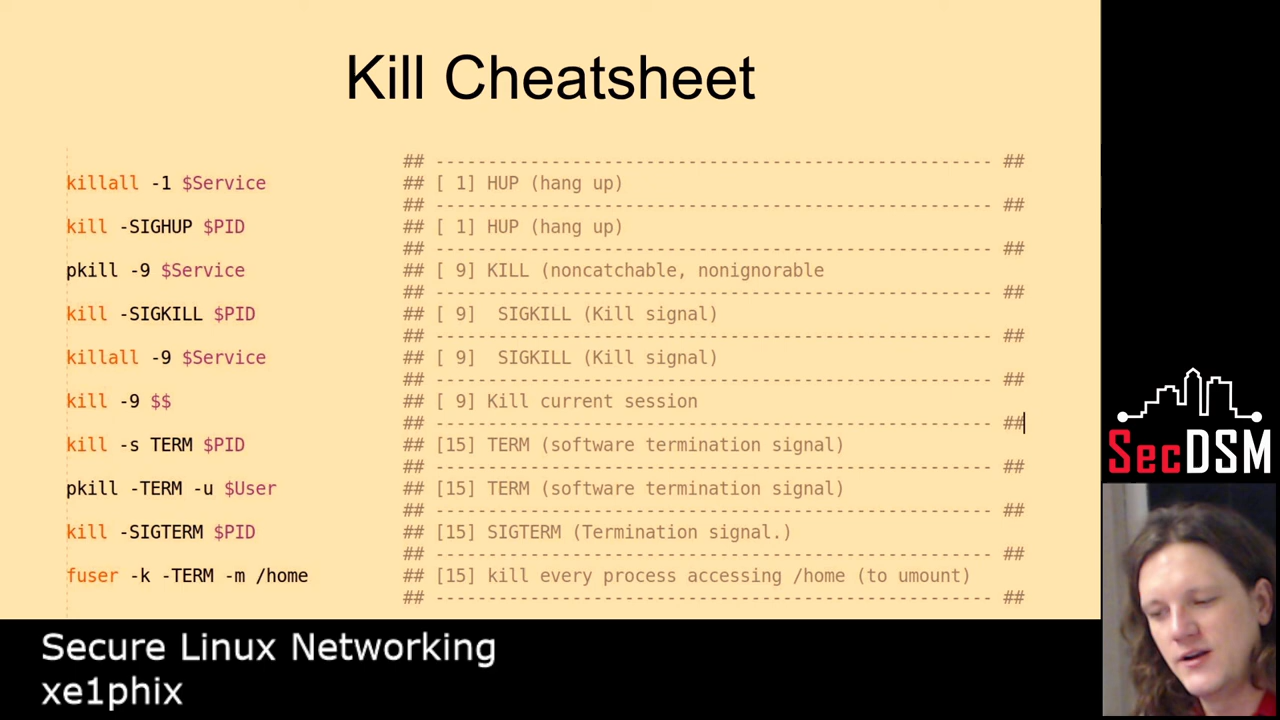 Kill Cheatsheet
## ---------------------------------------------------- ##
killall -1 $Service ## [ 1] HUP (hang up)
## ---------------------------------------------------- ##
kill -SIGHUP $PID ## [ 1] HUP (hang up)
## ---------------------------------------------------- ##
pkill -9 $Service ## [ 9] KILL (noncatchable, nonignorable
## ---------------------------------------------------- ##
kill -SIGKILL $PID ## [ 9]  SIGKILL (Kill signal)
## ---------------------------------------------------- ##
killall -9 $Service ## [ 9]  SIGKILL (Kill signal)
## ---------------------------------------------------- ##
kill -9 $$ ## [ 9] Kill current session
## ---------------------------------------------------- ##
kill -s TERM $PID ## [15] TERM (software termination signal)
## ---------------------------------------------------- ##
pkill -TERM -u $User ## [15] TERM (software termination signal)
## ---------------------------------------------------- ##
kill -SIGTERM $PID ## [15] SIGTERM (Termination signal.)
## ---------------------------------------------------- ##
fuser -k -TERM -m /home ## [15] kill every process accessing /home (to umount)
## ---------------------------------------------------- ##
SecDSM
Secure Linux Networking
xe1phix